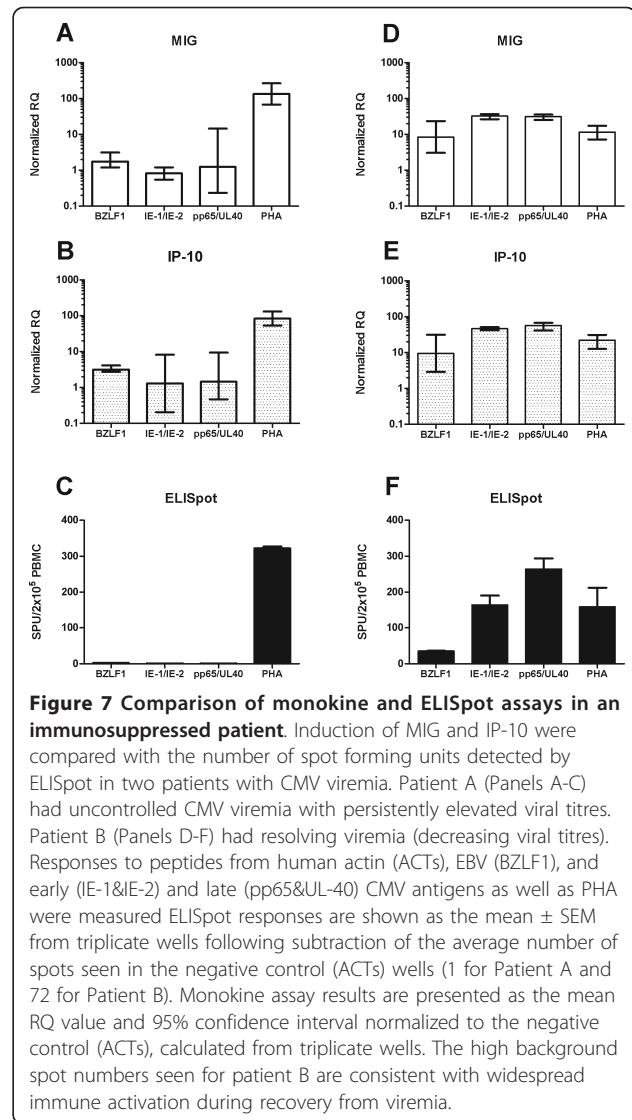 A
MIG
Normalized RQ
1000
100
10
1
0.1
BZLF1 IE-1/IE-2 pp65/UL40 PHA
D
MIG
Normalized RQ
1000
100
10
1
0.1
BZLF1 IE-1/IE-2 pp65/UL40 PHA
B
IP-10
Normalized RQ
1000
100
10
1
0.1
BZLF1 IE-1/IE-2 pp65/UL40 PHA
E
IP-10
Normalized RQ
1000
100
10
1
0.1
BZLF1 IE-1/IE-2 pp65/UL40 PHA
C
ELISpot
SPU/2x10⁵ PBMC
400
300
200
100
0
BZLF1 IE-1/IE-2 pp65/UL40 PHA
F
ELISpot
SPU/2x10⁵ PBMC
400
300
200
100
0
BZLF1 IE-1/IE-2 pp65/UL40 PHA
Figure 7 Comparison of monokine and ELISpot assays in an
immunosuppressed patient. Induction of MIG and IP-10 were
compared with the number of spot forming units detected by
ELISpot in two patients with CMV viremia. Patient A (Panels A-C)
had uncontrolled CMV viremia with persistently elevated viral titres.
Patient B (Panels D-F) had resolving viremia (decreasing viral titres).
Responses to peptides from human actin (ACTs), EBV (BZLF1), and
early (IE-1&IE-2) and late (pp65&UL-40) CMV antigens as well as PHA
were measured ELISpot responses are shown as the mean ± SEM
from triplicate wells following subtraction of the average number of
spots seen in the negative control (ACTs) wells (1 for Patient A and
72 for Patient B). Monokine assay results are presented as the mean
RQ value and 95% confidence interval normalized to the negative
control (ACTs), calculated from triplicate wells. The high background
spot numbers seen for patient B are consistent with widespread
immune activation during recovery from viremia.